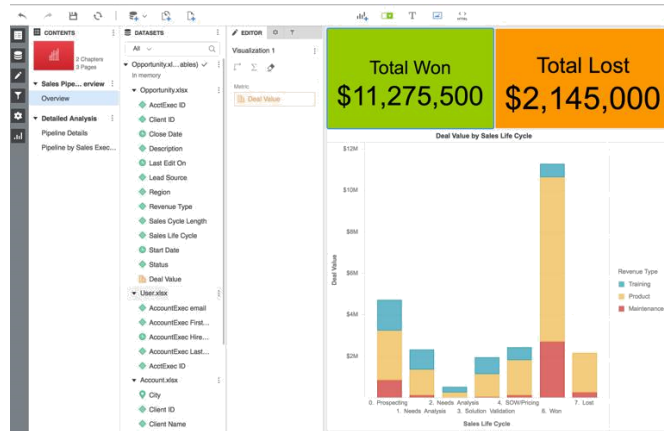 CONTENTS
2 Chapters
3 Pages
Sales Pipe... erview
Overview
Detailed Analysis
Pipeline Details
Pipeline by Sales Exec...
DATASETS
All
Opportunity.xl...ables)
In memory
Opportunity.xlsx
AcctExec ID
Client ID
Close Date
Description
Last Edit On
Lead Source
Region
Revenue Type
Sales Cycle Length
Sales Life Cycle
Start Date
Status
Deal Value
User.xlsx
AccountExec email
AccountExec First...
AccountExec Hire...
AccountExec Last...
AcctExec ID
Account.xlsx
City
Client ID
Client Name
EDITOR
Visualization 1
Metric
Deal Value
T
Total Won
$11,275,500
Total Lost
$2,145,000
Deal Value by Sales Life Cycle
Deal Value
$12M
$10M
$8M
$6M
$4M
$2M
0. Prospecting
1. Needs Analysis
2. Needs Analysis
3. Solution Validation
4. SOW/Pricing
6. Won
7. Lost
Sales Life Cycle
Revenue Type
Training
Product
Maintenance